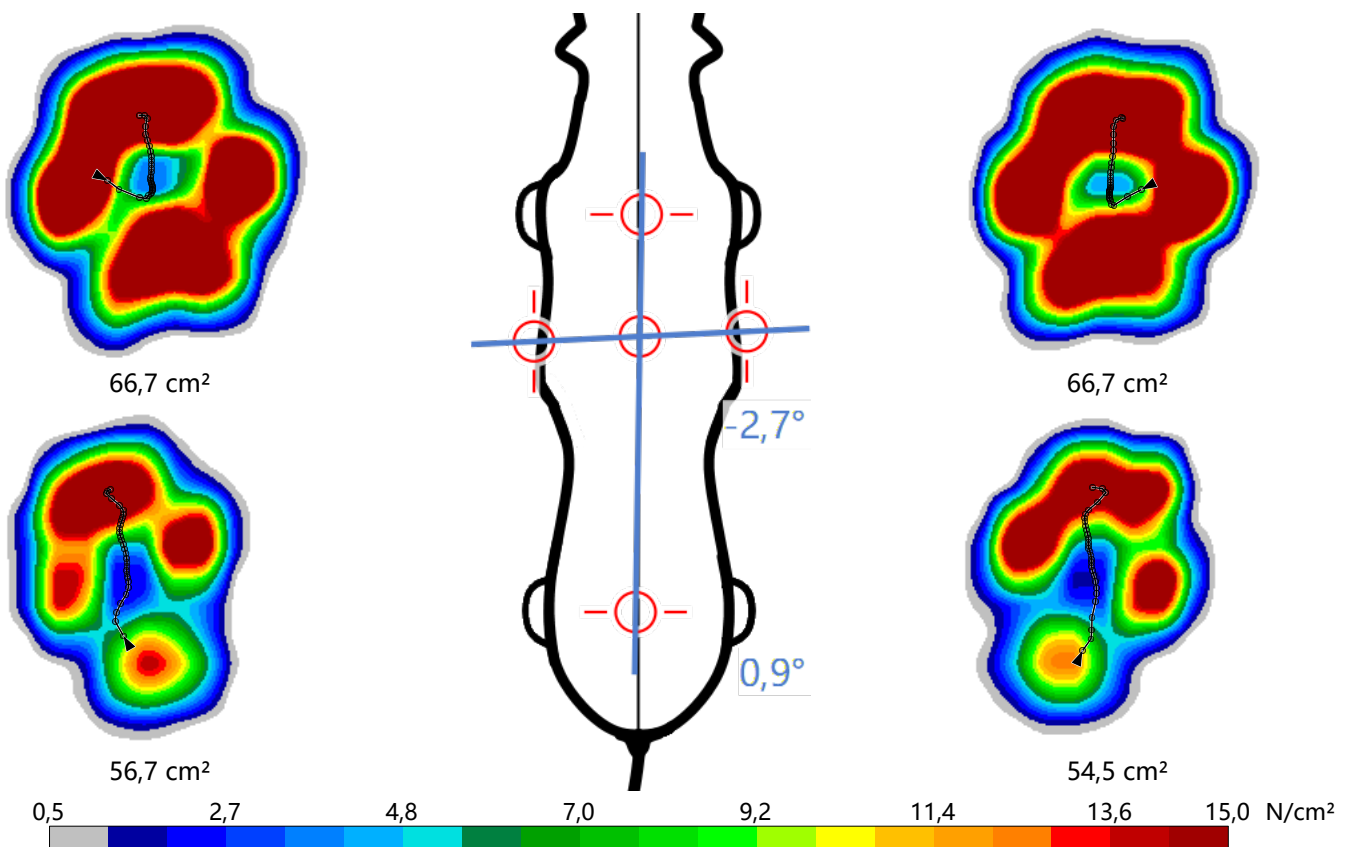 66,7 cm²
66,7 cm²
-2,7°
0,9°
56,7 cm²
54,5 cm²
0,5 2,7 4,8 7,0 9,2 11,4 13,6 15,0 N/cm²